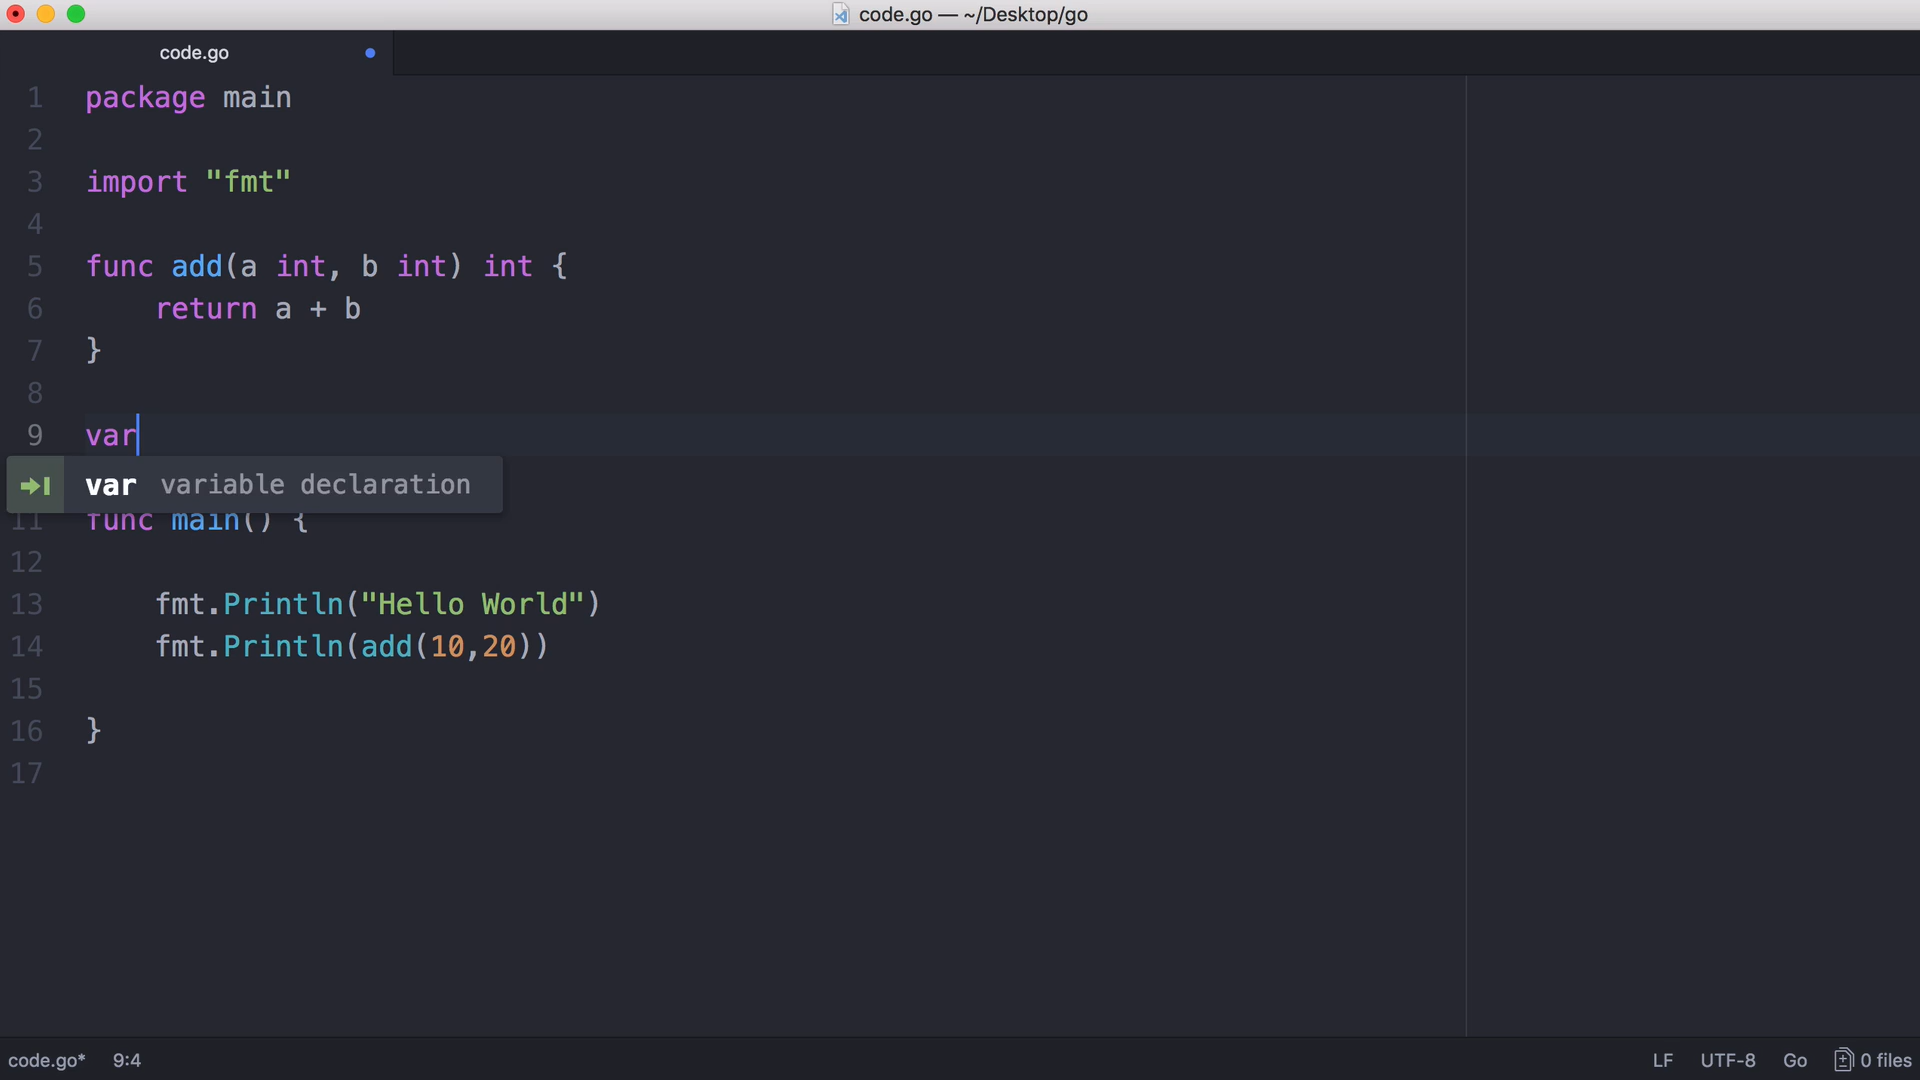 code.go — ~/Desktop/go
code.go
1 package main
2
3 import "fmt"
4
5 func add(a int, b int) int {
6 return a + b
7 }
8
9 var
var variable declaration
11 func main() {
12
13 fmt.Println("Hello World")
14 fmt.Println(add(10,20))
15
16 }
17
code.go* 9:4 LF UTF-8 Go 0 files